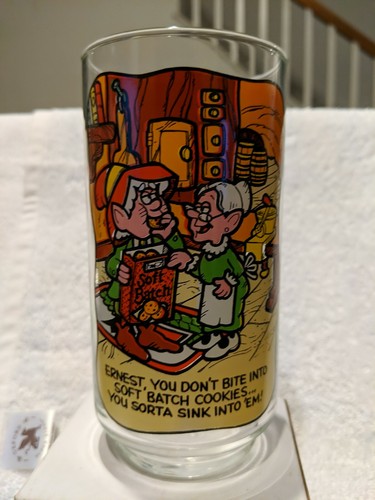 Soft
Batch
ERNEST, YOU DON'T BITE INTO
SOFT BATCH COOKIES...
YOU SORTA SINK INTO 'EM!